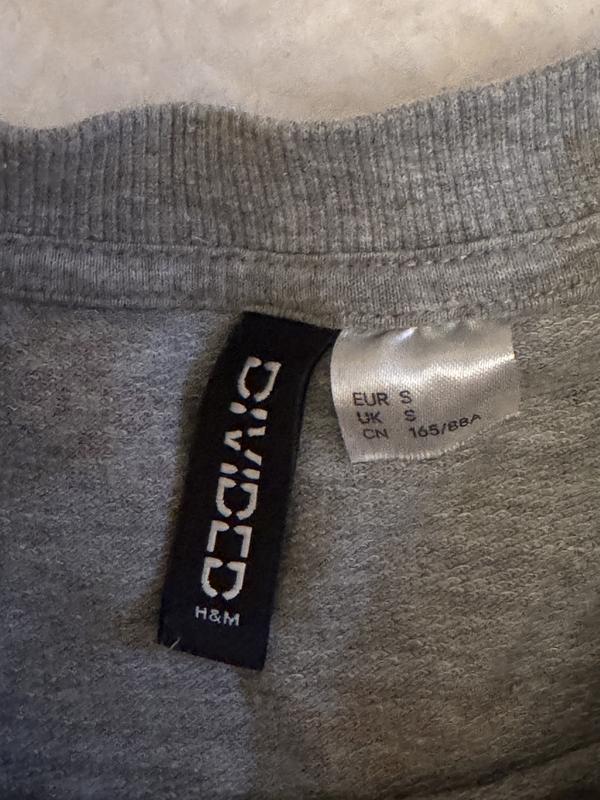 DIVIDED
H&M
EUR S
UK S
CN 165/88A